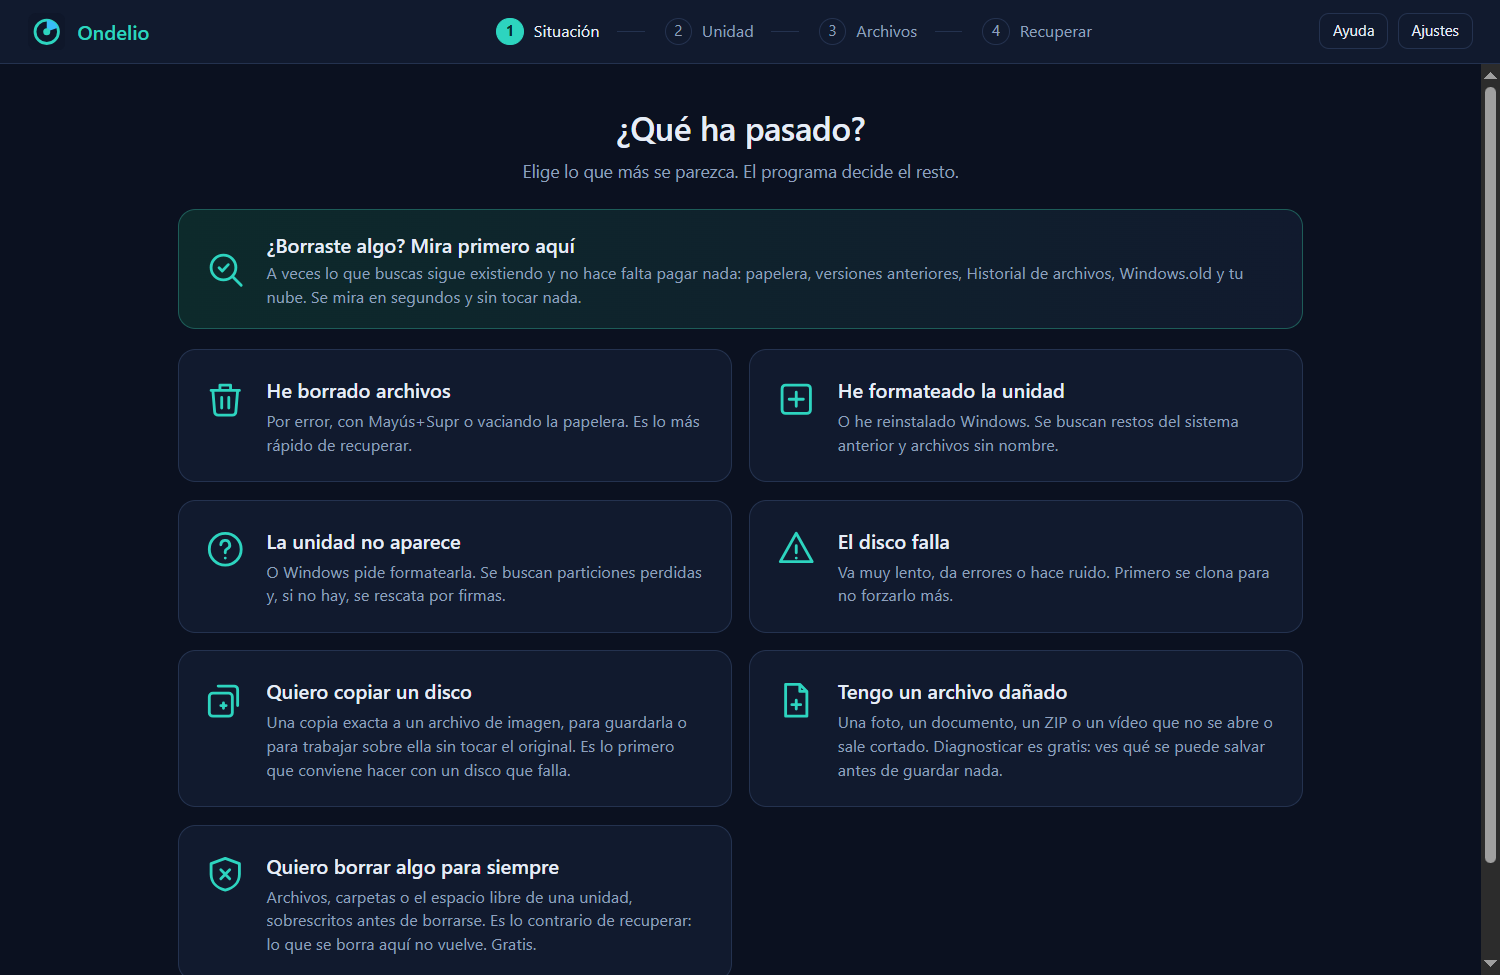 Ondelio
1 Situación
2 Unidad
3 Archivos
4 Recuperar
Ayuda
Ajustes
¿Qué ha pasado?
Elige lo que más se parezca. El programa decide el resto.
¿Borraste algo? Mira primero aquí
A veces lo que buscas sigue existiendo y no hace falta pagar nada: papelera, versiones anteriores, Historial de archivos, Windows.old y tu
nube. Se mira en segundos y sin tocar nada.
He borrado archivos
Por error, con Mayús+Supr o vaciando la papelera. Es lo más
rápido de recuperar.
He formateado la unidad
O he reinstalado Windows. Se buscan restos del sistema
anterior y archivos sin nombre.
La unidad no aparece
O Windows pide formatearla. Se buscan particiones perdidas
y, si no hay, se rescata por firmas.
El disco falla
Va muy lento, da errores o hace ruido. Primero se clona para
no forzarlo más.
Quiero copiar un disco
Una copia exacta a un archivo de imagen, para guardarla o
para trabajar sobre ella sin tocar el original. Es lo primero
que conviene hacer con un disco que falla.
Tengo un archivo dañado
Una foto, un documento, un ZIP o un vídeo que no se abre o
sale cortado. Diagnosticar es gratis: ves qué se puede salvar
antes de guardar nada.
Quiero borrar algo para siempre
Archivos, carpetas o el espacio libre de una unidad,
sobrescritos antes de borrarse. Es lo contrario de recuperar:
lo que se borra aquí no vuelve. Gratis.